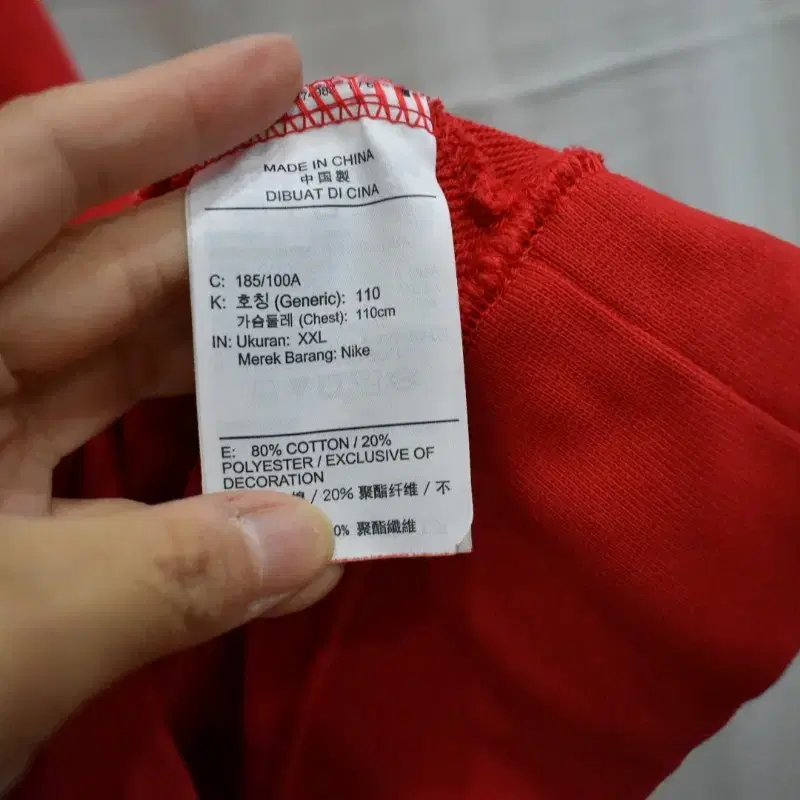 MADE IN CHINA
中国製
DIBUAT DI CINA
C: 185/100A
K: 호칭 (Generic): 110
가슴둘레 (Chest): 110cm
IN: Ukuran: XXL
Merek Barang: Nike
E: 80% COTTON / 20%
POLYESTER / EXCLUSIVE OF
DECORATION
/ 20% 聚酯纤维 / 不
0% 聚酯纖維